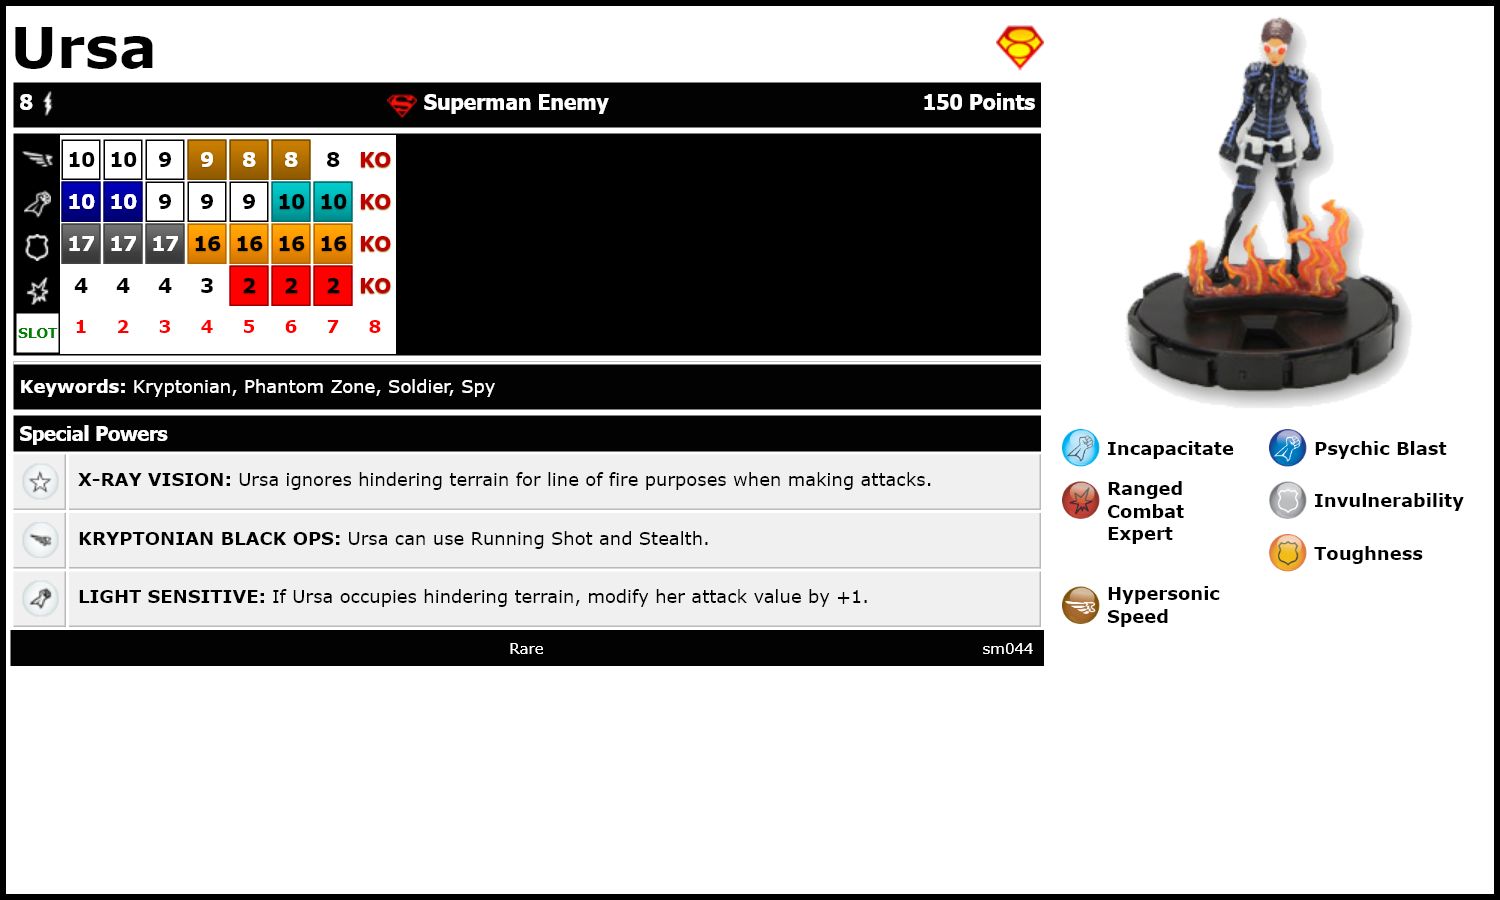 Ursa
8 Superman Enemy 150 Points
10 10 9 9 8 8 8 KO
10 10 9 9 9 10 10 KO
17 17 17 16 16 16 16 KO
4 4 4 3 2 2 2 KO
SLOT 1 2 3 4 5 6 7 8
Keywords: Kryptonian, Phantom Zone, Soldier, Spy
Special Powers
X-RAY VISION: Ursa ignores hindering terrain for line of fire purposes when making attacks.
KRYPTONIAN BLACK OPS: Ursa can use Running Shot and Stealth.
LIGHT SENSITIVE: If Ursa occupies hindering terrain, modify her attack value by +1.
Rare sm044
Incapacitate
Psychic Blast
Ranged
Combat
Expert
Invulnerability
Toughness
Hypersonic
Speed